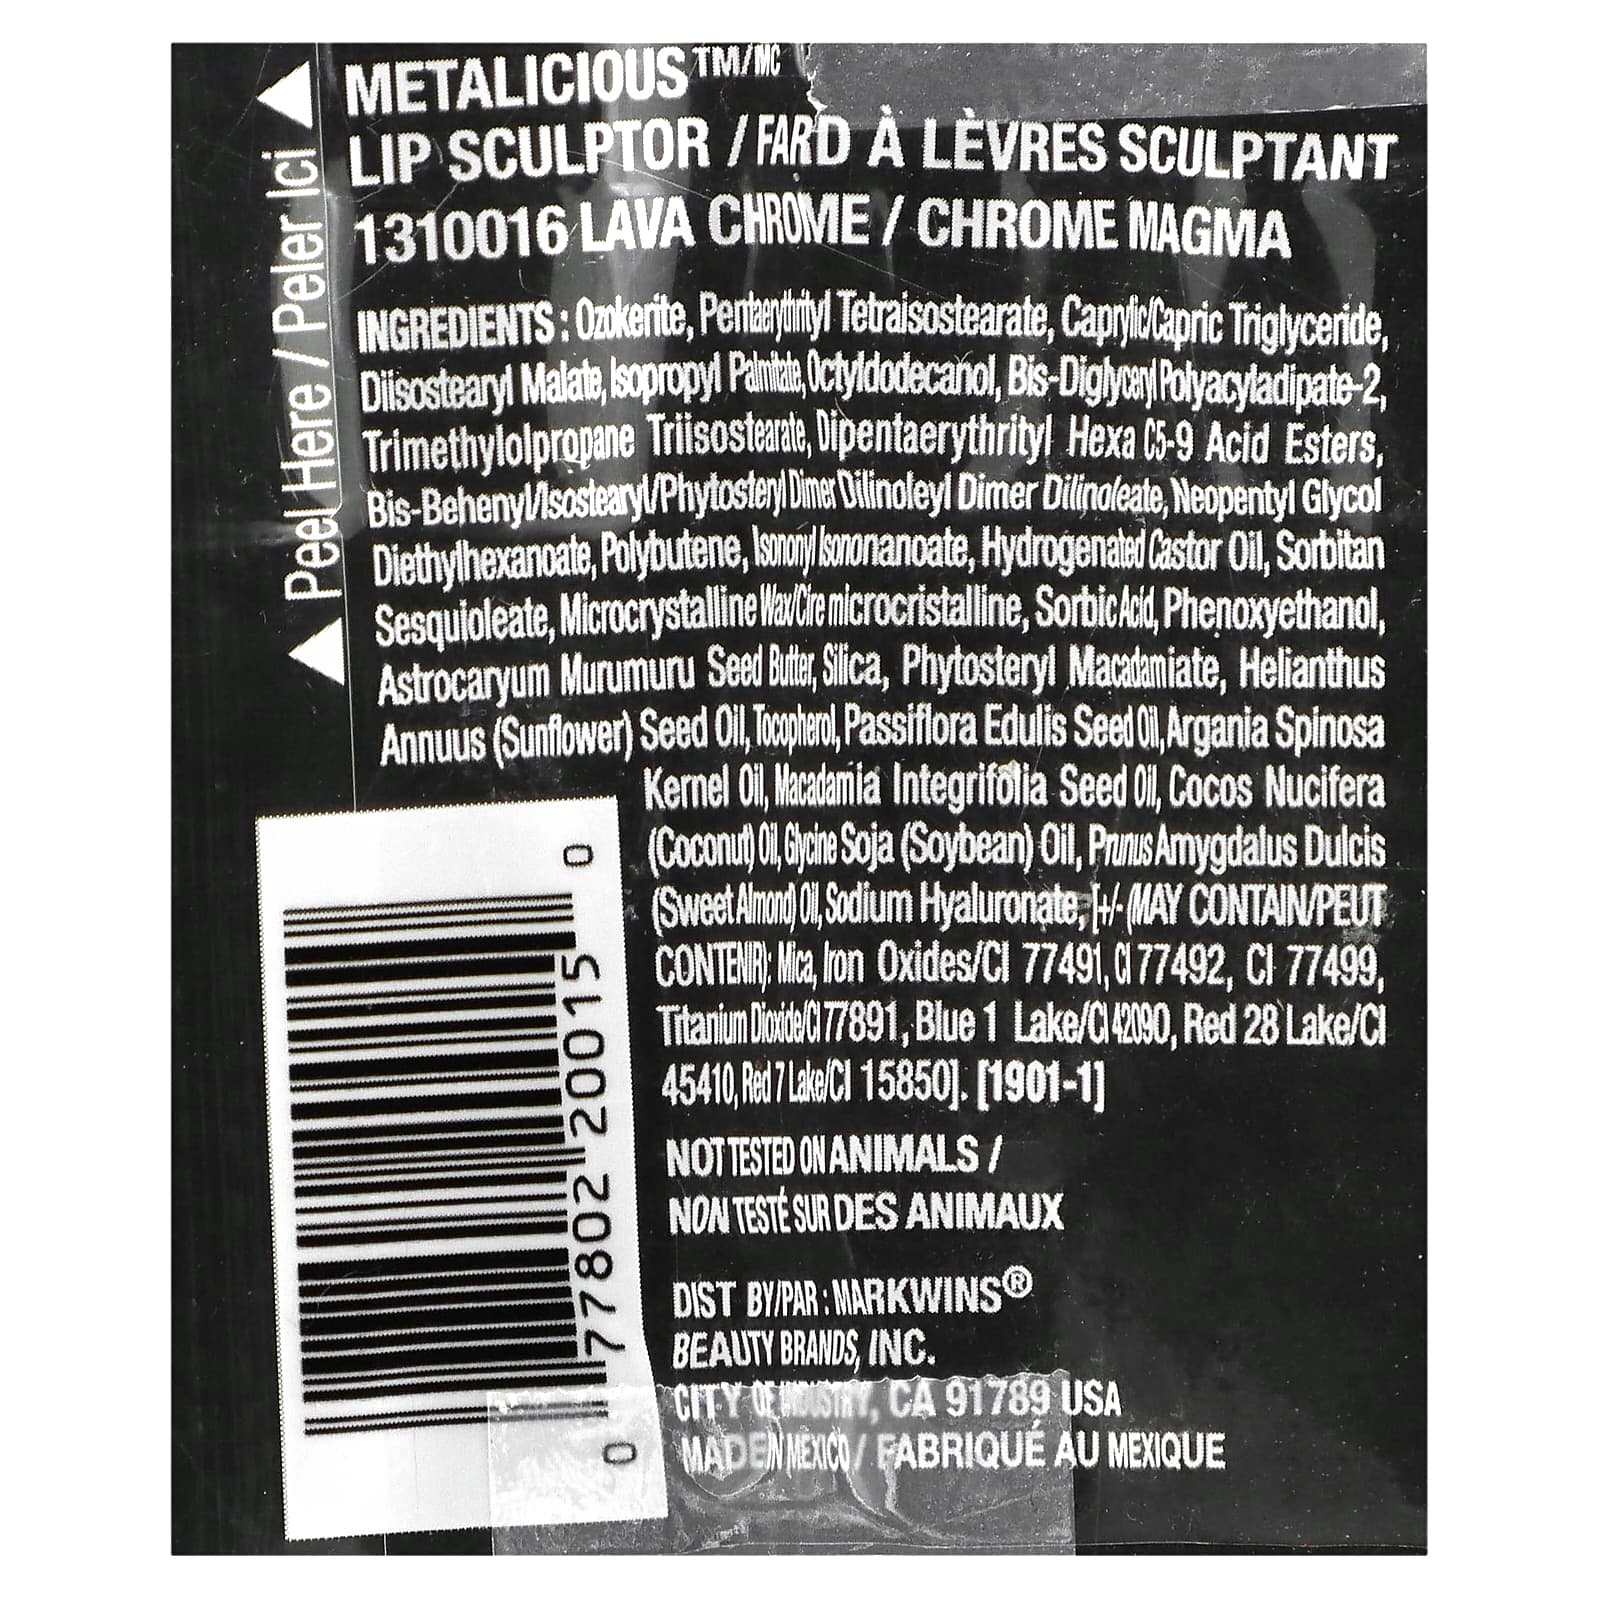 METALICIOUS™/MC
LIP SCULPTOR / FARD À LÈVRES SCULPTANT
1310016 LAVA CHROME / CHROME MAGMA
INGREDIENTS : Ozokerite, Pentaerythrityl Tetraisostearate, Caprylic/Capric Triglyceride,
Diisostearyl Malate, Isopropyl Palmitate, Octyldodecanol, Bis-Diglyceryl Polyacyladipate-2,
Trimethylolpropane Triisostearate, Dipentaerythrityl Hexa C5-9 Acid Esters,
Bis-Behenyl/Isostearyl/Phytosteryl Dimer Dilinoleyl Dimer Dilinoleate, Neopentyl Glycol
Diethylhexanoate, Polybutene, Isononyl Isononanoate, Hydrogenated Castor Oil, Sorbitan
Sesquioleate, Microcrystalline Wax/Cire microcristalline, Sorbic Acid, Phenoxyethanol,
Astrocaryum Murumuru Seed Butter, Silica, Phytosteryl Macadamiate, Helianthus
Annuus (Sunflower) Seed Oil, Tocopherol, Passiflora Edulis Seed Oil, Argania Spinosa
Kernel Oil, Macadamia Integrifolia Seed Oil, Cocos Nucifera
(Coconut) Oil, Glycine Soja (Soybean) Oil, Prunus Amygdalus Dulcis
(Sweet Almond) Oil, Sodium Hyaluronate, [+/- (MAY CONTAIN/PEUT
CONTENIR): Mica, Iron Oxides/CI 77491, CI 77492, CI 77499,
Titanium Dioxide/CI 77891, Blue 1 Lake/CI 42090, Red 28 Lake/CI
45410, Red 7 Lake/CI 15850]. [1901-1]
NOT TESTED ON ANIMALS /
NON TESTÉ SUR DES ANIMAUX
DIST BY/PAR : MARKWINS®
BEAUTY BRANDS, INC.
CITY OF INDUSTRY, CA 91789 USA
MADE IN MEXICO / FABRIQUÉ AU MEXIQUE
Peel Here / Peler Ici
0 77802 20015 0